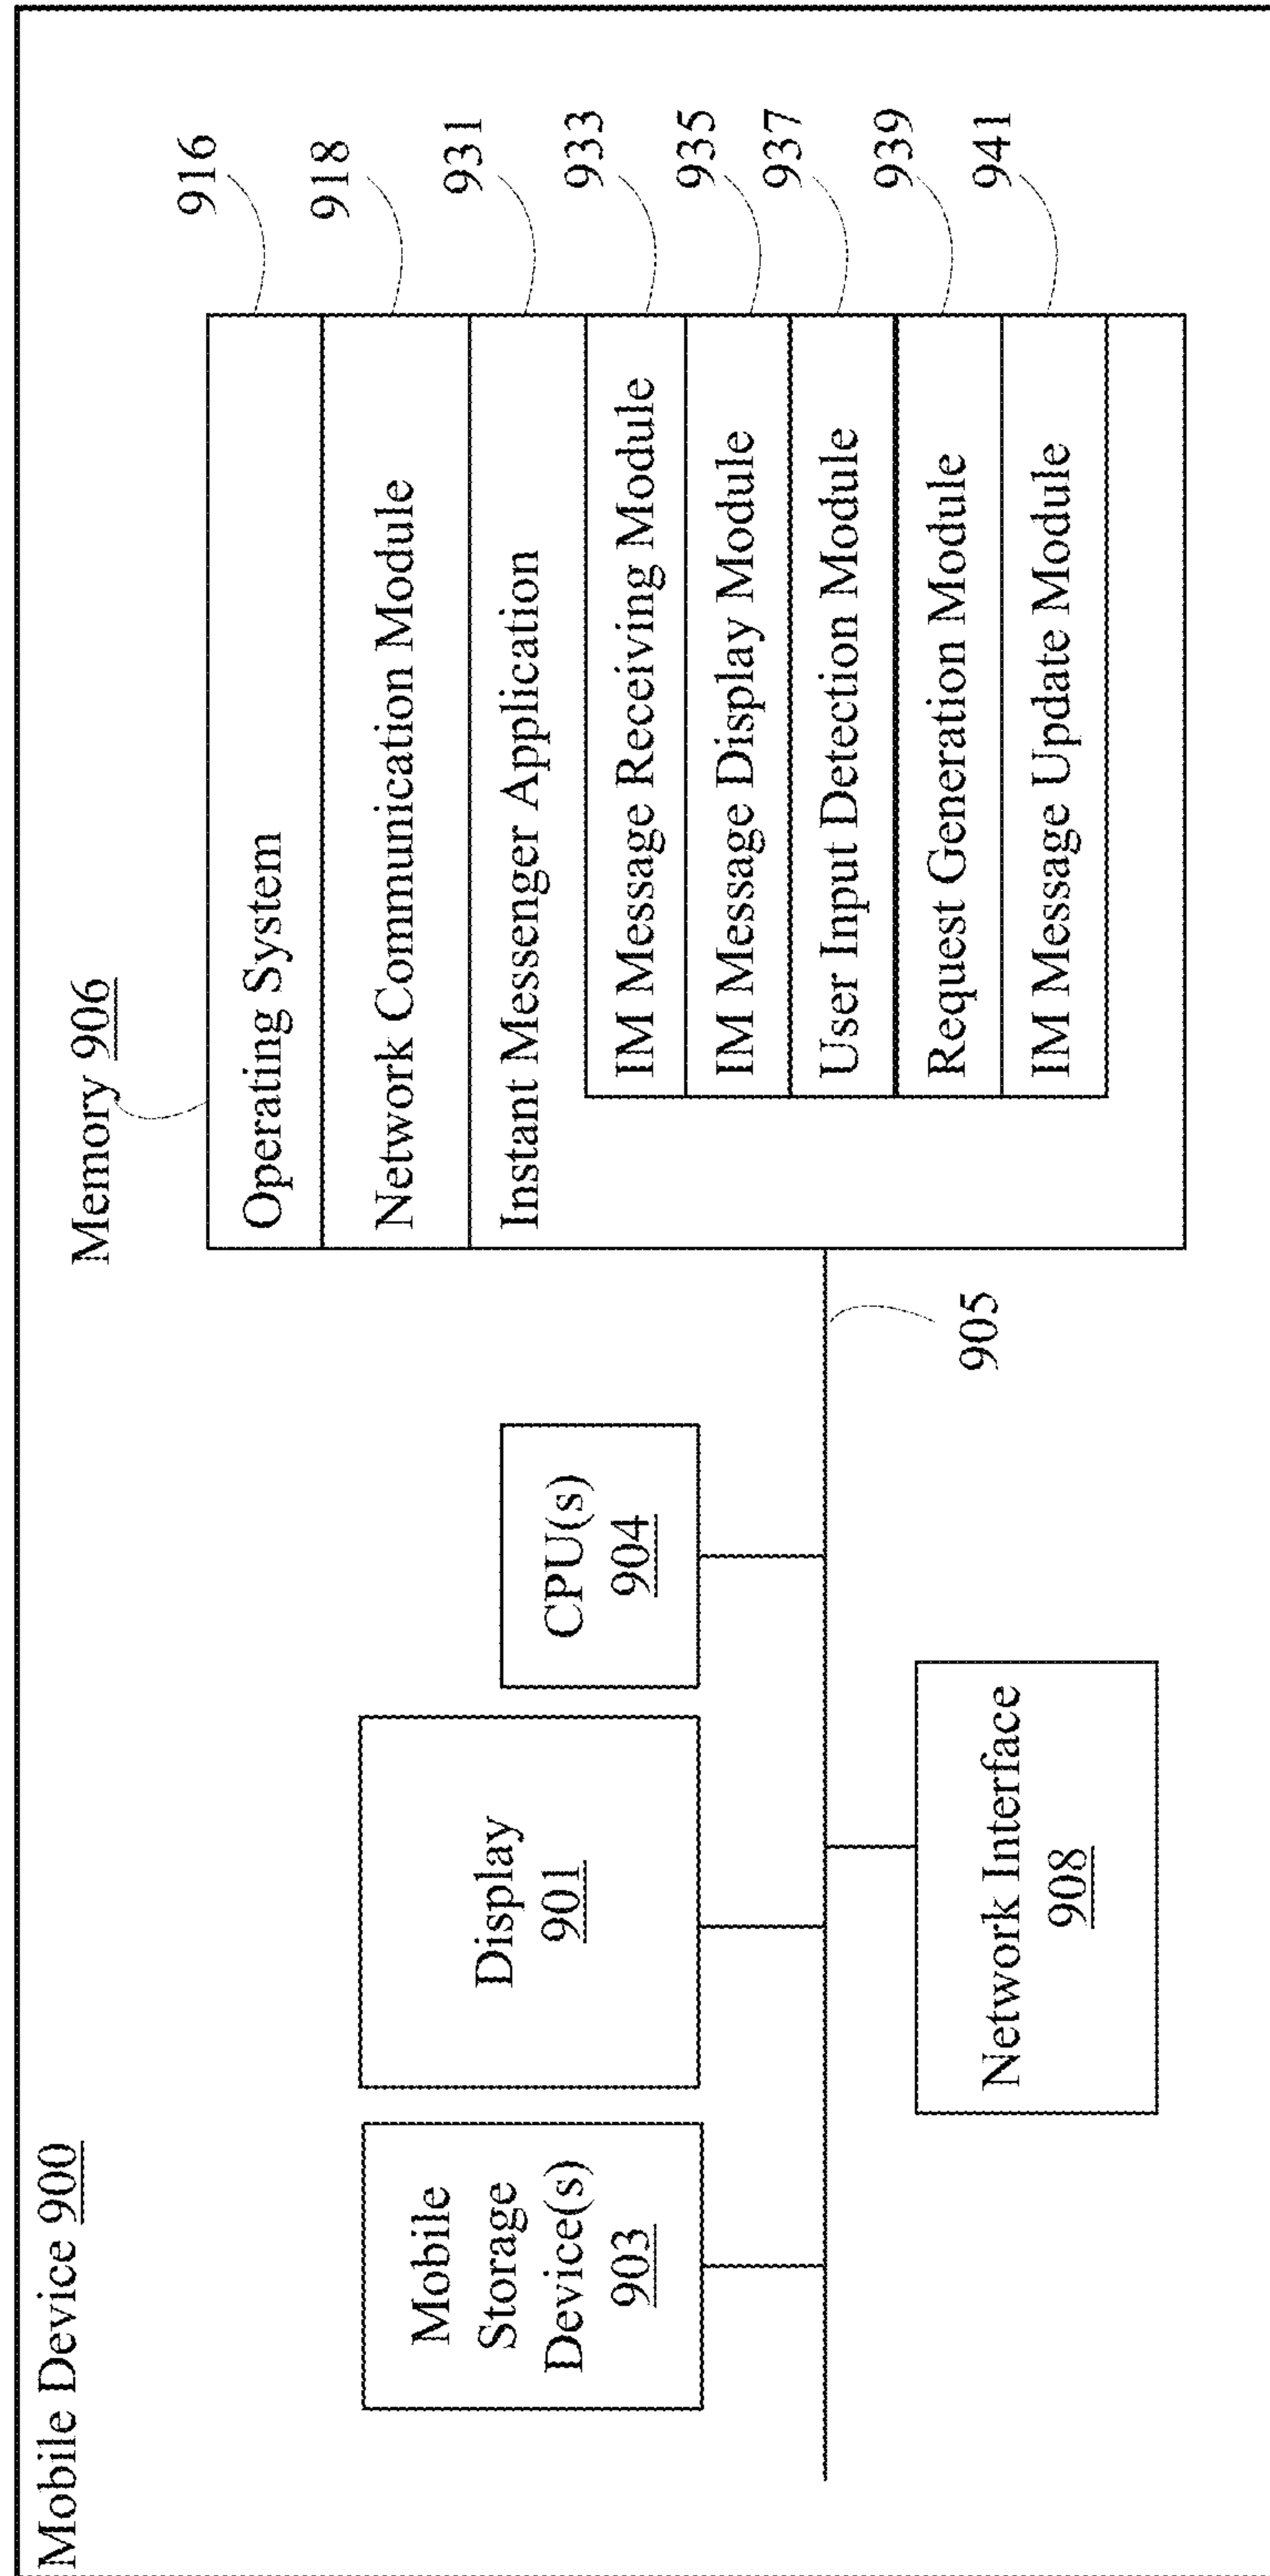 Mobile Device 900
Memory 906
Operating System
916
Network Communication Module
918
Instant Messenger Application
931
IM Message Receiving Module
933
IM Message Display Module
935
User Input Detection Module
937
Request Generation Module
939
IM Message Update Module
941
Mobile
Storage
Device(s)
903
Display
901
CPU(s)
904
905
Network Interface
908